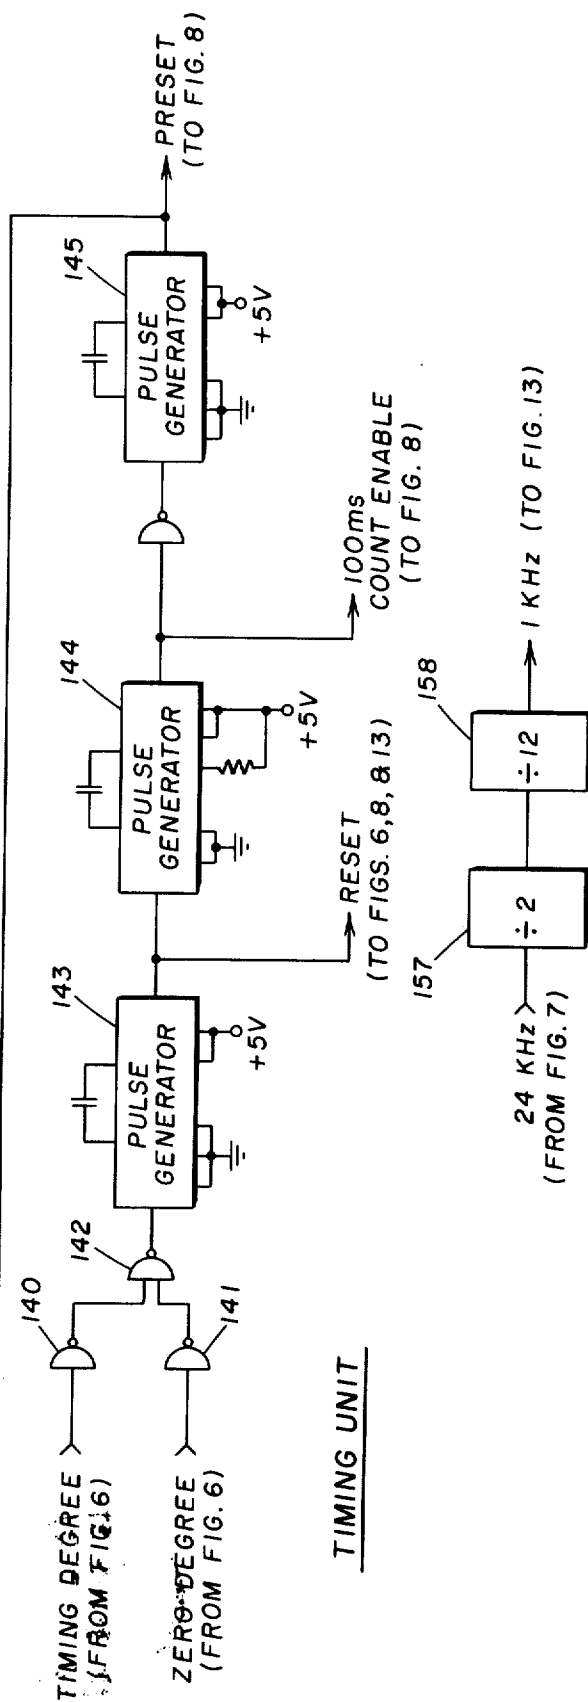 TIMING DEGREE
(FROM FIG. 6)
ZERO DEGREE
(FROM FIG. 6)
140
141
142
143
PULSE
GENERATOR
+5V
RESET
(TO FIGS. 6, 8, & 13)
144
PULSE
GENERATOR
+5V
100ms
COUNT ENABLE
(TO FIG. 8)
145
PULSE
GENERATOR
+5V
PRESET
(TO FIG. 8)
TIMING UNIT
24 KHz
(FROM FIG. 7)
157
÷2
158
÷12
1 KHz (TO FIG. 13)